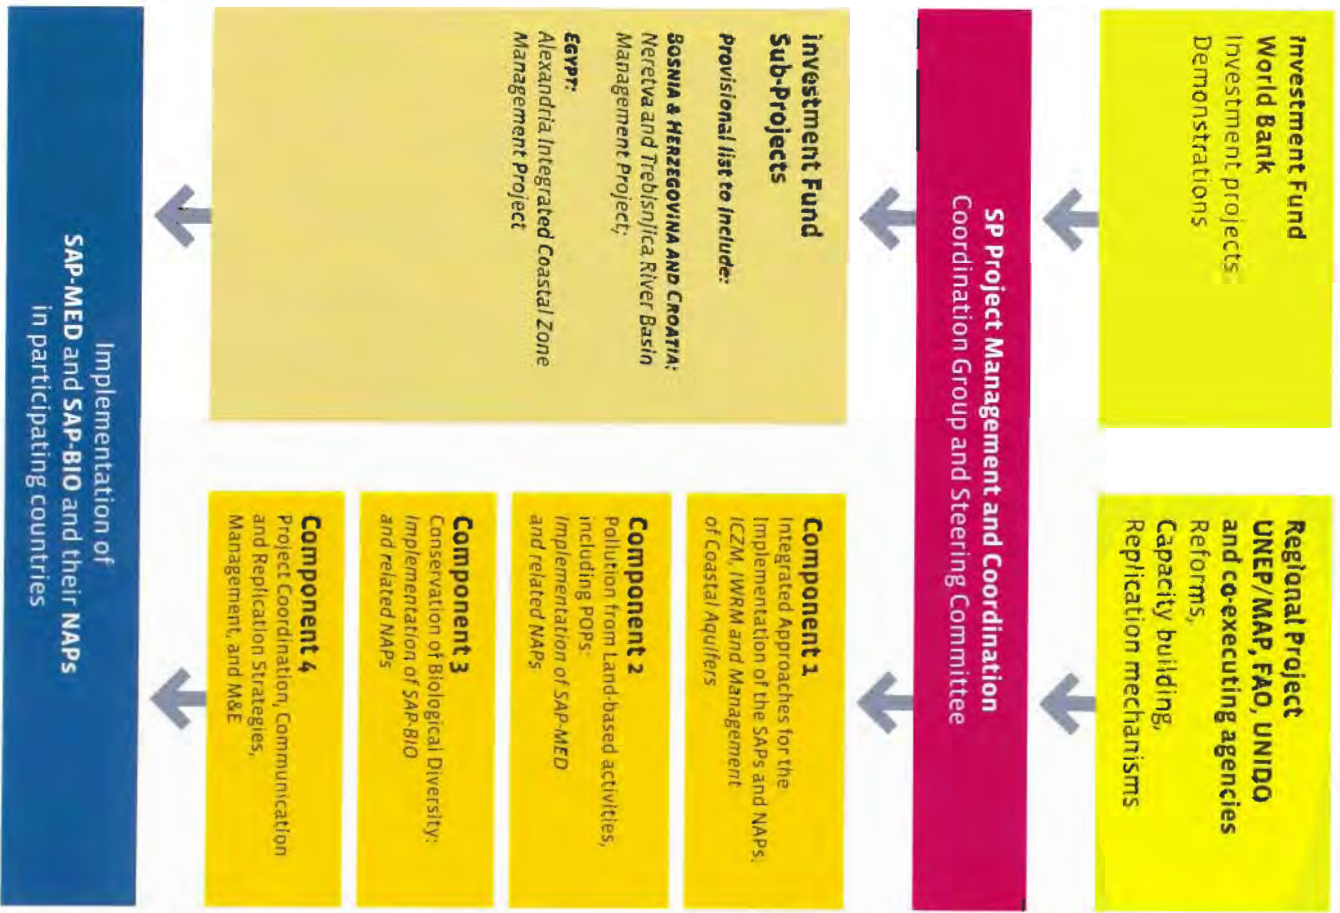 Investment Fund
World Bank
Investment projects
Demonstrations
Regional Project
UNEP/MAP, FAO, UNIDO
and co-executing agencies
Reforms,
Capacity building,
Replication mechanisms
SP Project Management and Coordination
Coordination Group and Steering Committee
Investment Fund
Sub-Projects
Provisional list to include:
BOSNIA & HERZEGOVINA AND CROATIA:
Neretva and Trebisnjica River Basin
Management Project;
EGYPT:
Alexandria Integrated Coastal Zone
Management Project
Component 1
Integrated Approaches for the
Implementation of the SAPs and NAPs:
ICZM, IWRM and Management
of Coastal Aquifers
Component 2
Pollution from Land-based activities,
including POPs:
Implementation of SAP-MED
and related NAPs
Component 3
Conservation of Biological Diversity:
Implementation of SAP-BIO
and related NAPs
Component 4
Project Coordination, Communication
and Replication Strategies,
Management, and M&E
Implementation of
SAP-MED and SAP-BIO and their NAPs
in participating countries